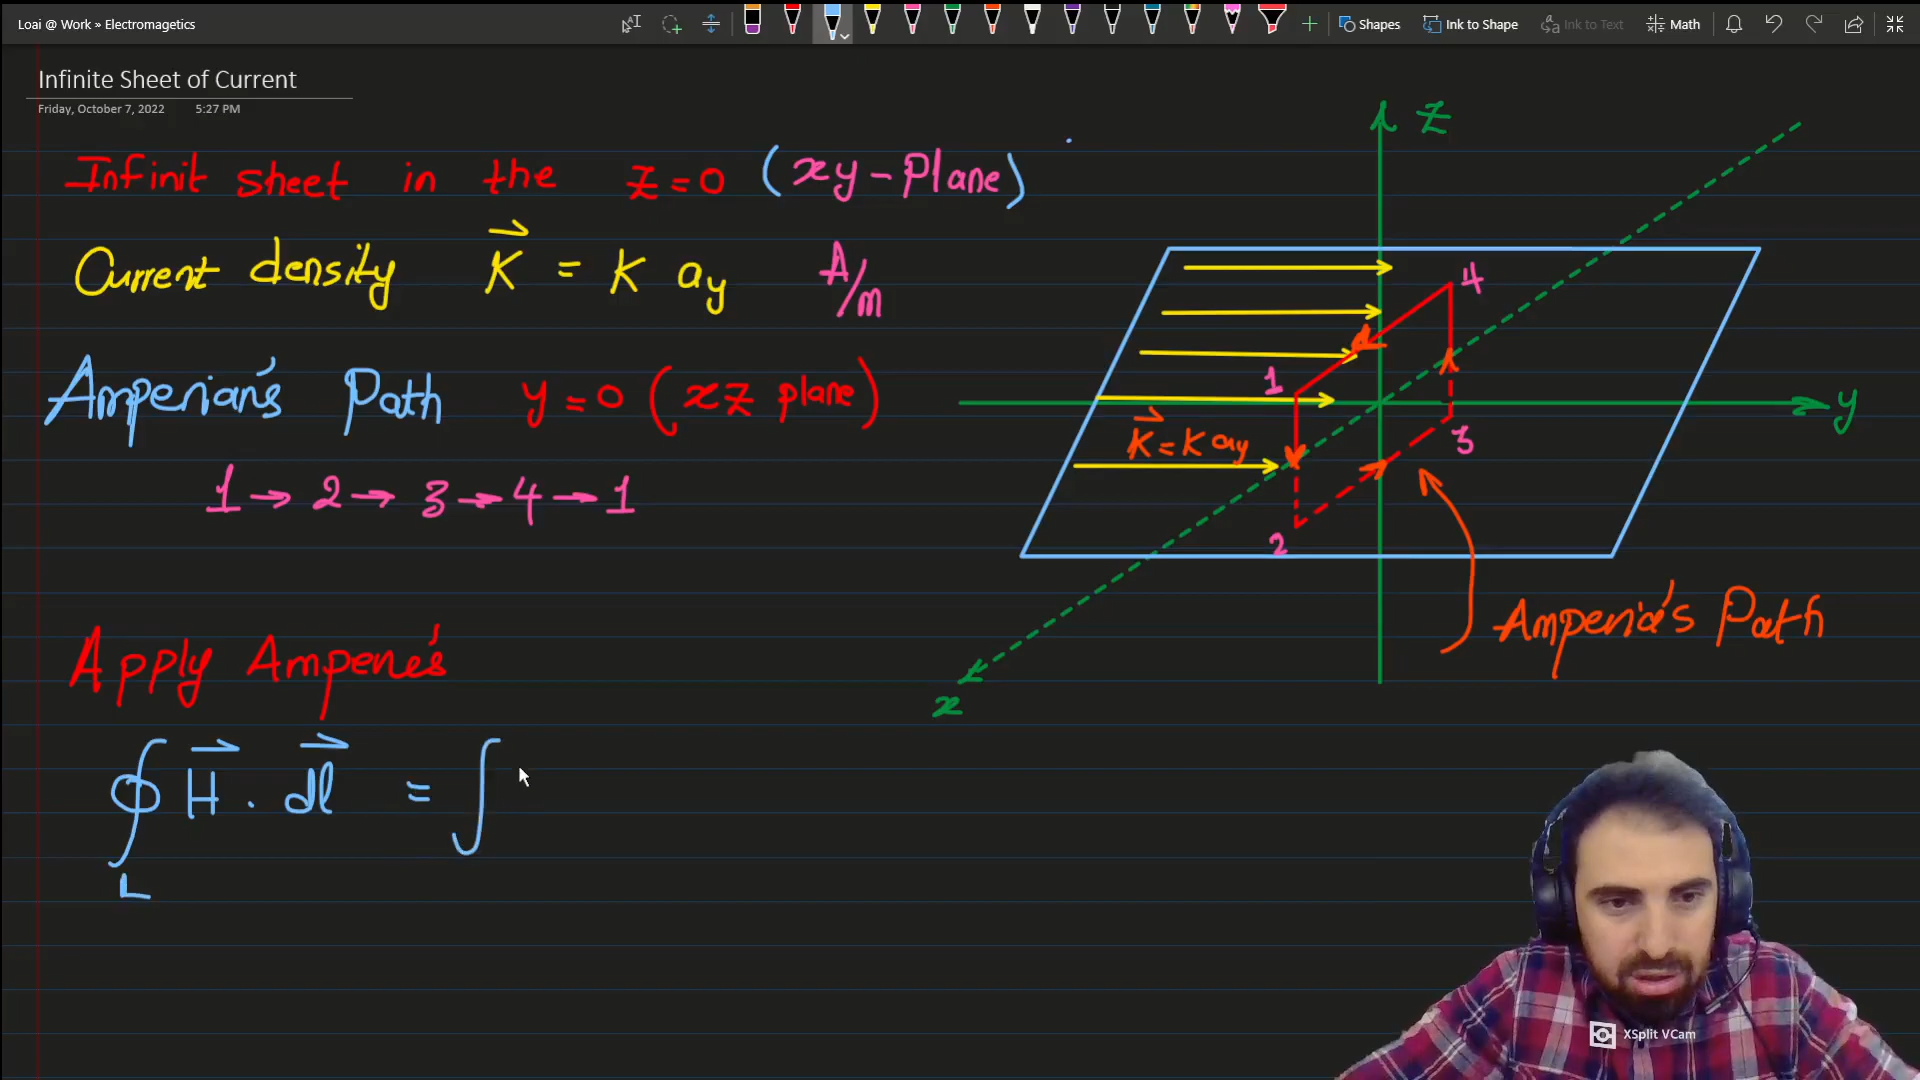 Loai @ Work » Electromagetics
Shapes
Ink to Shape
Ink to Text
Math
Infinite Sheet of Current
Friday, October 7, 2022 5:27 PM
Infinit sheet in the z=0 (xy-Plane)
Current density K⃗ = K ay A/m
Amperian's Path y=0 (xz plane)
1 → 2 → 3 → 4 → 1
Apply Ampere's
∮ H⃗ . dl⃗ = ∫
L
z
4
1
y
K⃗ = K ay
3
2
Amperia's Path
x
XSplit VCam